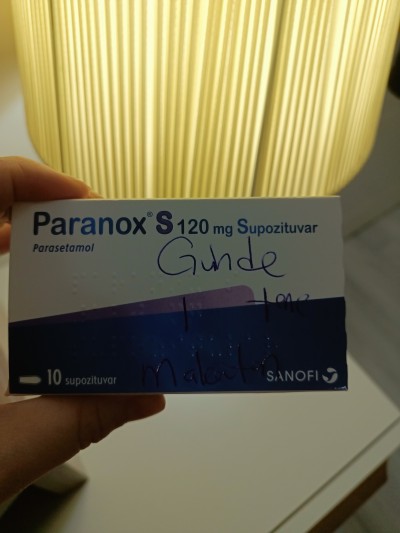 Paranox® S 120 mg Supozituvar
Parasetamol
Günde
1 tane
10 supozituvar
SANOFI